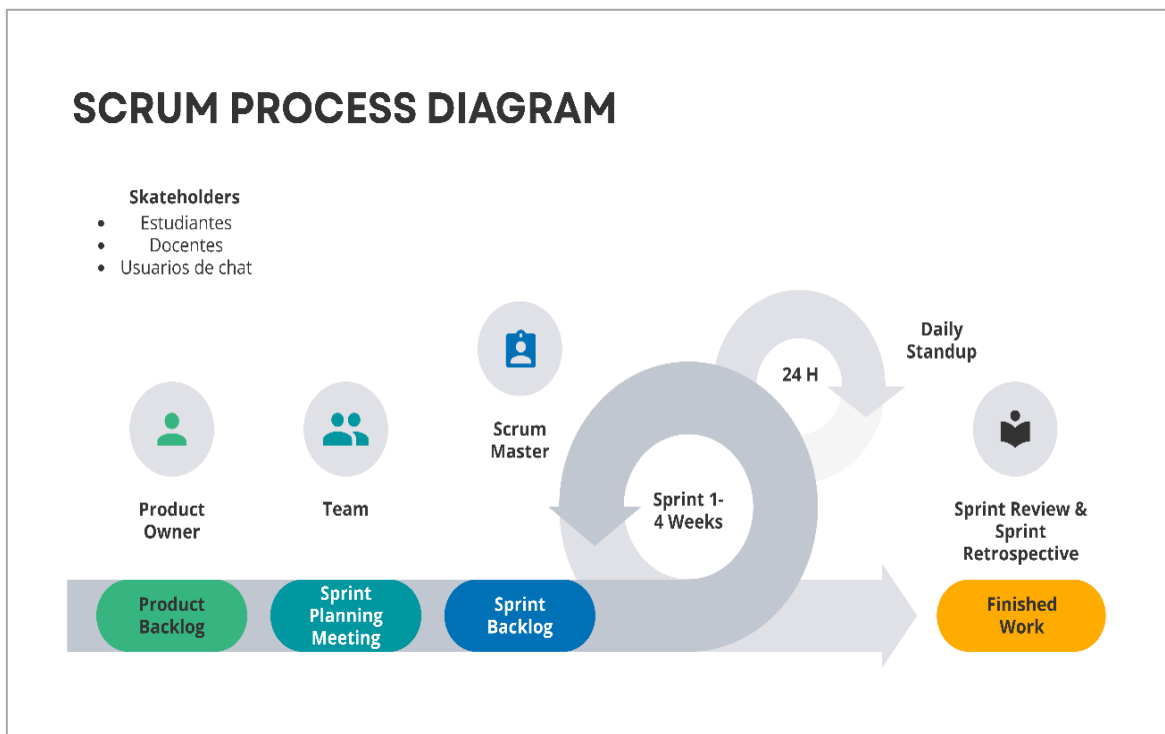 SCRUM PROCESS DIAGRAM
Skateholders
• Estudiantes
• Docentes
• Usuarios de chat
Daily
Standup
24 H
Scrum
Master
Product
Owner
Team
Sprint 1-
4 Weeks
Sprint Review &
Sprint
Retrospective
Product
Backlog
Sprint
Planning
Meeting
Sprint
Backlog
Finished
Work